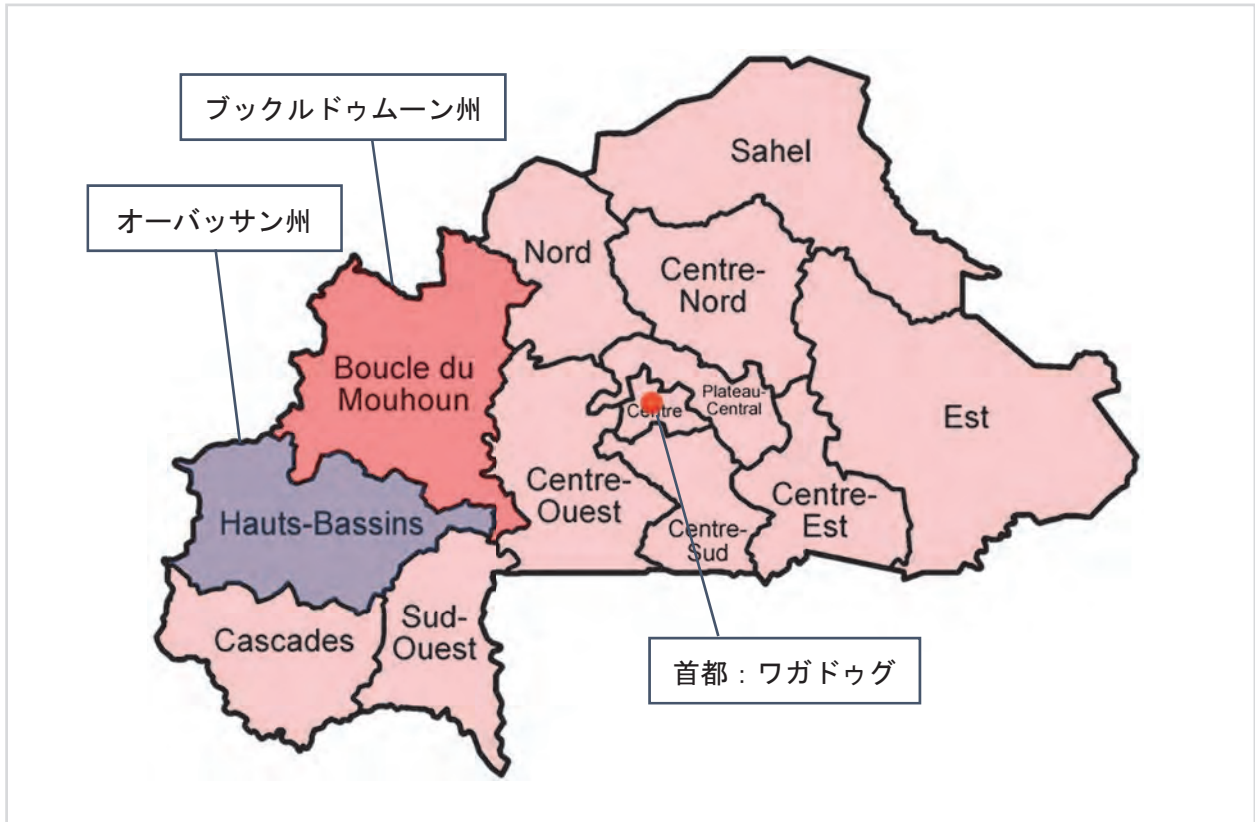 ブックルドゥムーン州
Sahel
オーバッサン州
Nord
Centre-
Nord
Boucle du
Mouhoun
Plateau-
Central
Centre
Est
Centre-
Ouest
Centre-
Est
Hauts-Bassins
Centre-
Sud
Sud-
Ouest
Cascades
首都：ワガドゥグ